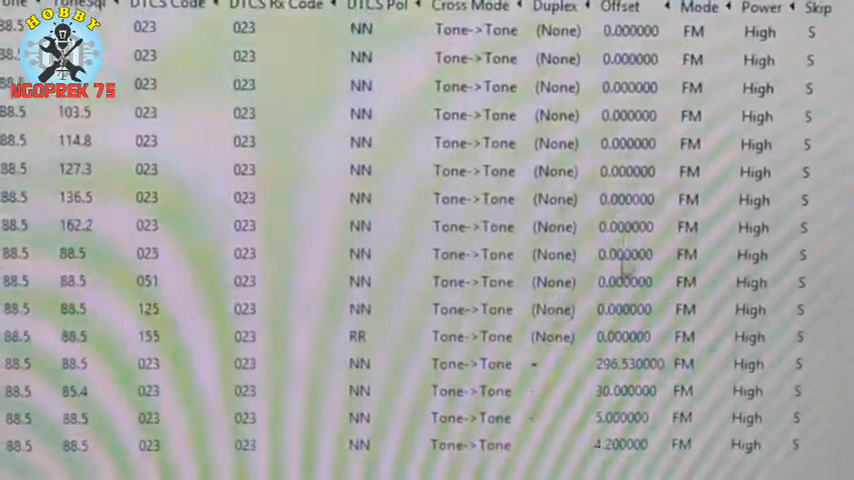 Tone ToneSql DTCS Code DTCS Rx Code DTCS Pol Cross Mode Duplex Offset Mode Power Skip
88.5 023 023 NN Tone->Tone (None) 0.000000 FM High S
88.5 023 023 NN Tone->Tone (None) 0.000000 FM High S
88.5 023 023 NN Tone->Tone (None) 0.000000 FM High S
88.5 103.5 023 023 NN Tone->Tone (None) 0.000000 FM High S
88.5 114.8 023 023 NN Tone->Tone (None) 0.000000 FM High S
88.5 127.3 023 023 NN Tone->Tone (None) 0.000000 FM High S
88.5 136.5 023 023 NN Tone->Tone (None) 0.000000 FM High S
88.5 162.2 023 023 NN Tone->Tone (None) 0.000000 FM High S
88.5 88.5 025 023 NN Tone->Tone (None) 0.000000 FM High S
88.5 88.5 051 023 NN Tone->Tone (None) 0.000000 FM High S
88.5 88.5 125 023 NN Tone->Tone (None) 0.000000 FM High S
88.5 88.5 155 023 RR Tone->Tone (None) 0.000000 FM High S
88.5 88.5 023 023 NN Tone->Tone - 296.530000 FM High S
88.5 85.4 023 023 NN Tone->Tone - 30.000000 FM High S
88.5 88.5 023 023 NN Tone->Tone - 5.000000 FM High S
88.5 88.5 023 023 NN Tone->Tone 4.200000 FM High S
HOBBY
NGOPREK 75